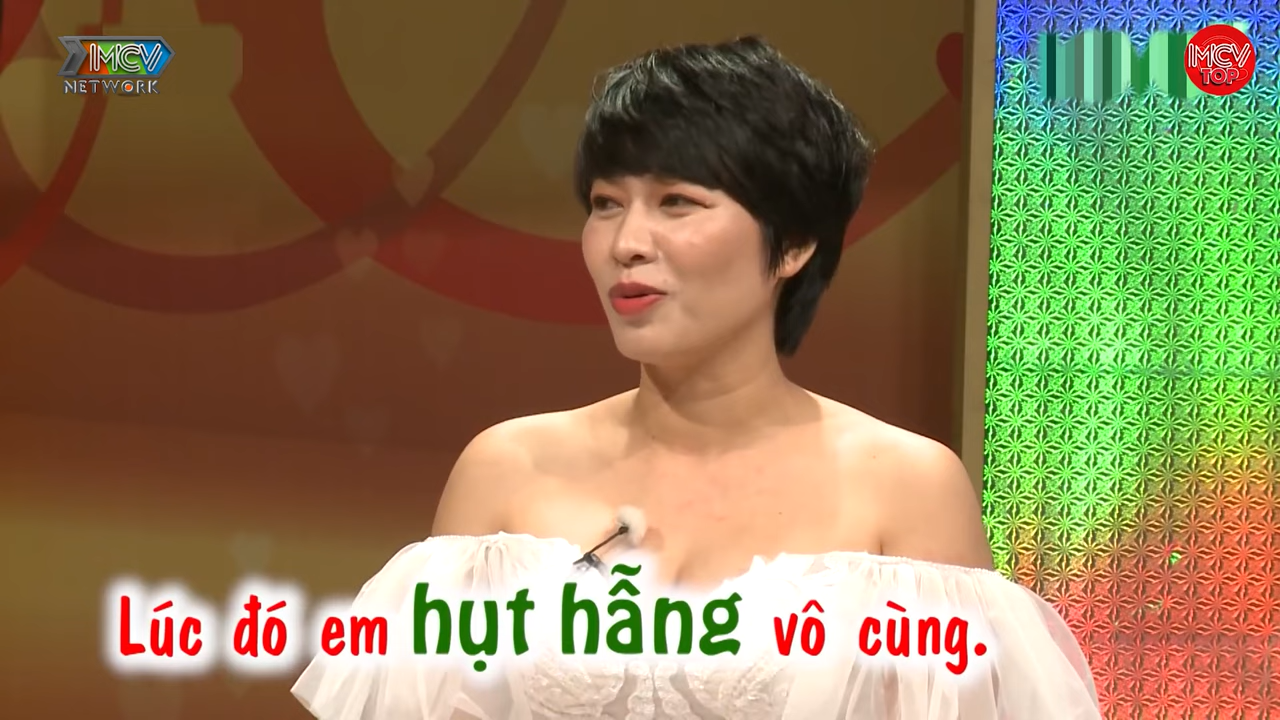 MCV
NETWORK
MCV
TOP
Lúc đó em hụt hẫng vô cùng.